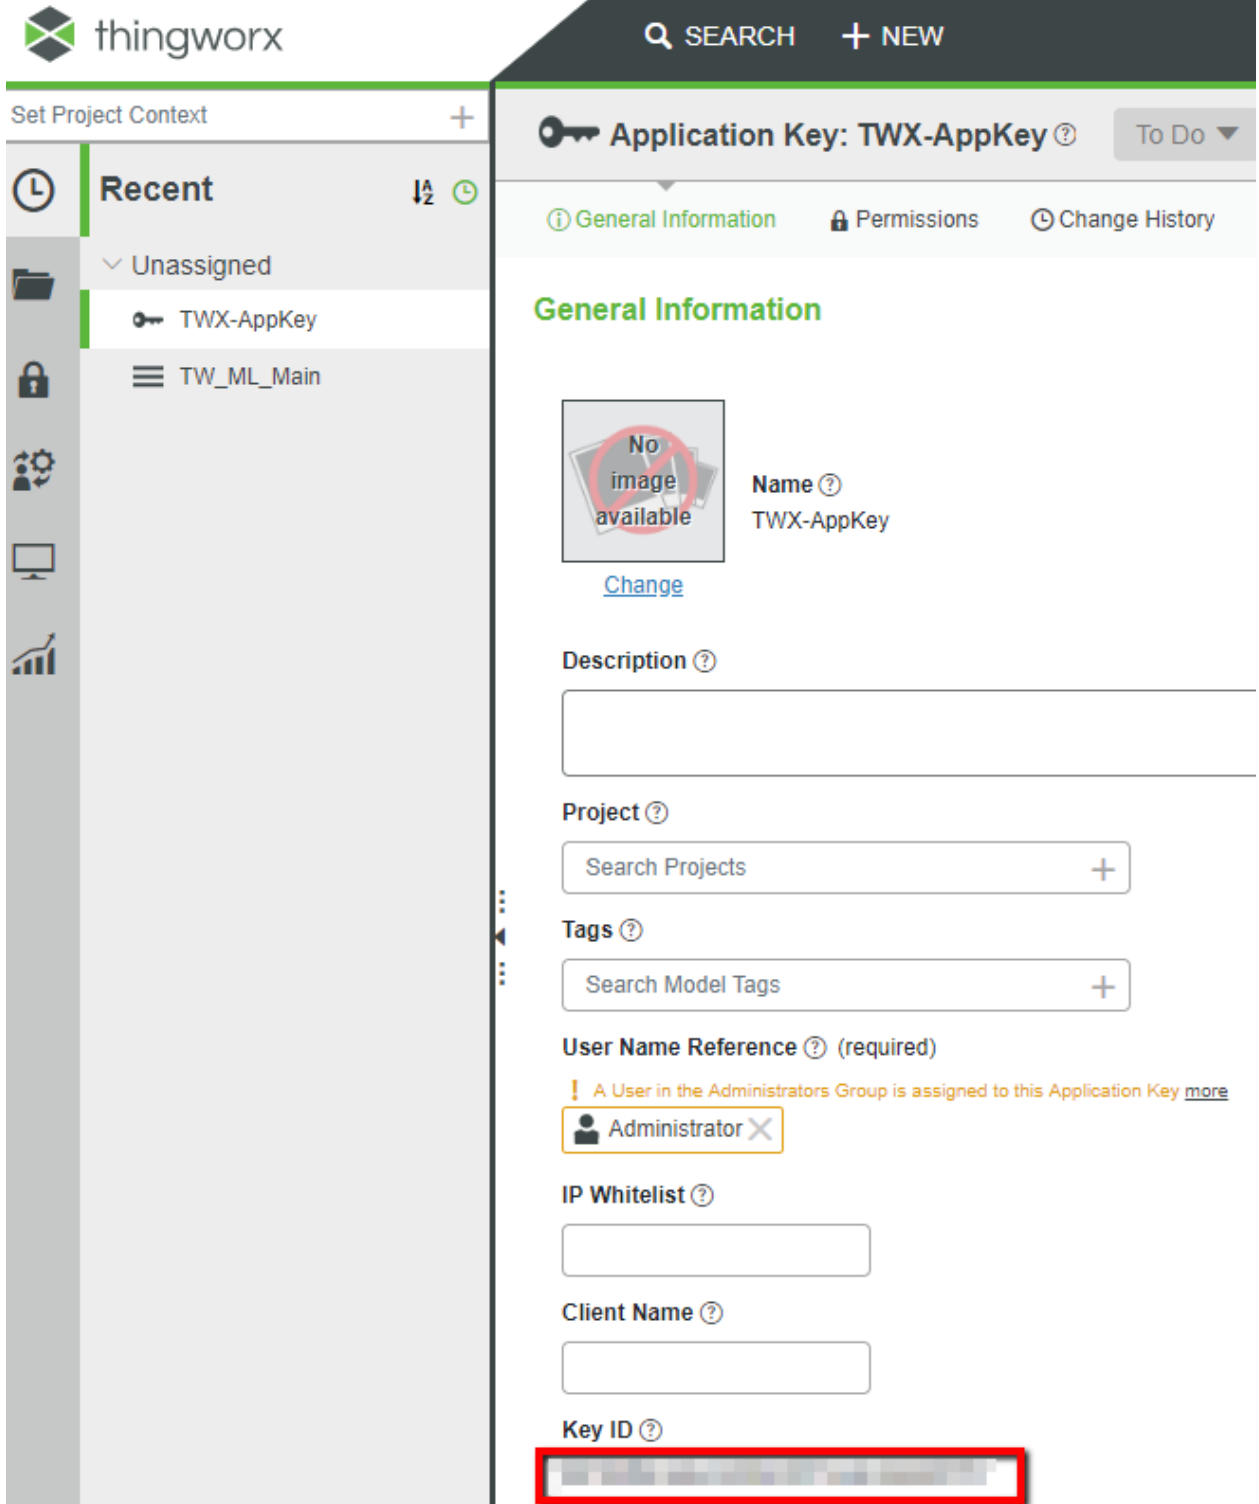 thingworx
SEARCH
NEW
Set Project Context
Application Key: TWX-AppKey
To Do
Recent
General Information
Permissions
Change History
Unassigned
TWX-AppKey
TW_ML_Main
General Information
No
image
available
Change
Name
TWX-AppKey
Description
Project
Search Projects
Tags
Search Model Tags
User Name Reference (required)
! A User in the Administrators Group is assigned to this Application Key more
Administrator
IP Whitelist
Client Name
Key ID